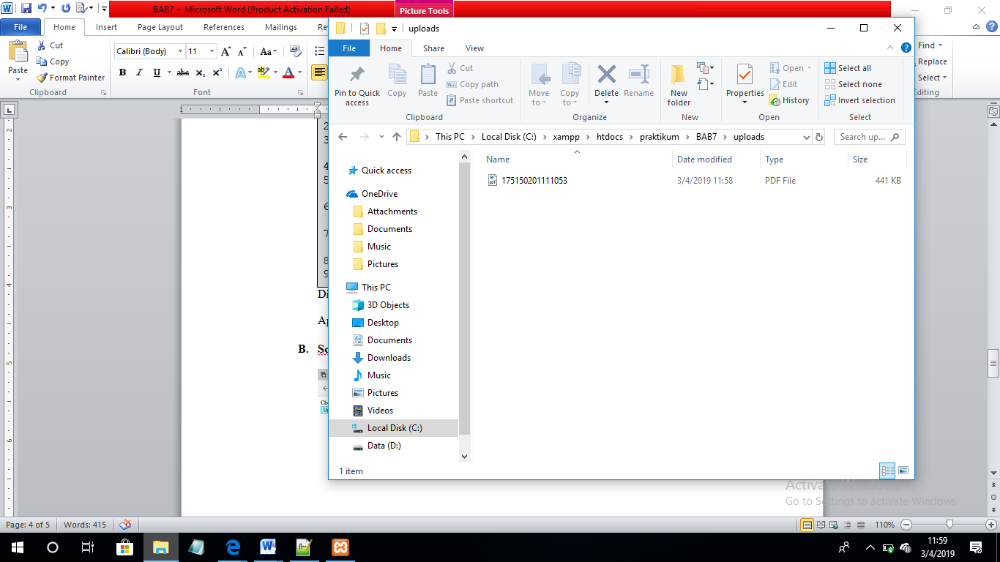 BAB7 - Microsoft Word (Product Activation Failed)
Picture Tools
File Home Insert Page Layout References Mailings Re
Paste
Cut
Copy
Format Painter
Clipboard
Calibri (Body) 11
Font
Find
Replace
Select
Editing
uploads
File Home Share View
Pin to Quick access
Copy
Paste
Cut
Copy path
Paste shortcut
Clipboard
Move to
Copy to
Delete
Rename
Organize
New folder
New
Properties
Open
Edit
History
Open
Select all
Select none
Invert selection
Select
This PC > Local Disk (C:) > xampp > htdocs > praktikum > BAB7 > uploads
Search up...
Name Date modified Type Size
175150201111053 3/4/2019 11:58 PDF File 441 KB
Quick access
OneDrive
Attachments
Documents
Music
Pictures
This PC
3D Objects
Desktop
Documents
Downloads
Music
Pictures
Videos
Local Disk (C:)
Data (D:)
1 item
2
3
4
5
6
7
8
9
Di
B.
Activate Windows
Go to Settings to activate Windows.
Page: 4 of 5 Words: 415
110%
11:59
3/4/2019